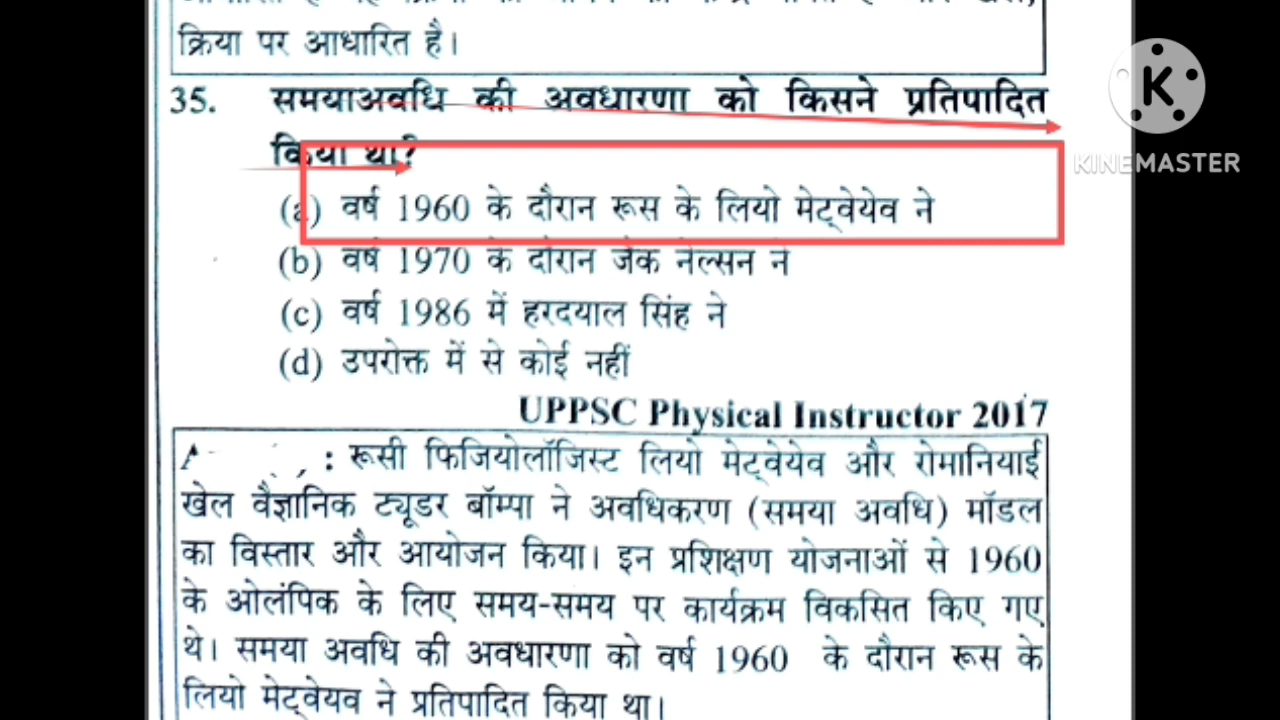 क्रिया पर आधारित है।
35. समयाअवधि की अवधारणा को किसने प्रतिपादित
किया था?
(a) वर्ष 1960 के दौरान रूस के लियो मेट्वेयेव ने
(b) वर्ष 1970 के दौरान जैक नेल्सन ने
(c) वर्ष 1986 में हरदयाल सिंह ने
(d) उपरोक्त में से कोई नहीं
UPPSC Physical Instructor 2017
: रूसी फिजियोलॉजिस्ट लियो मेट्वेयेव और रोमानियाई
खेल वैज्ञानिक ट्यूडर बॉम्पा ने अवधिकरण (समया अवधि) मॉडल
का विस्तार और आयोजन किया। इन प्रशिक्षण योजनाओं से 1960
के ओलंपिक के लिए समय-समय पर कार्यक्रम विकसित किए गए
थे। समया अवधि की अवधारणा को वर्ष 1960 के दौरान रूस के
लियो मेट्वेयव ने प्रतिपादित किया था।
K
KINEMASTER